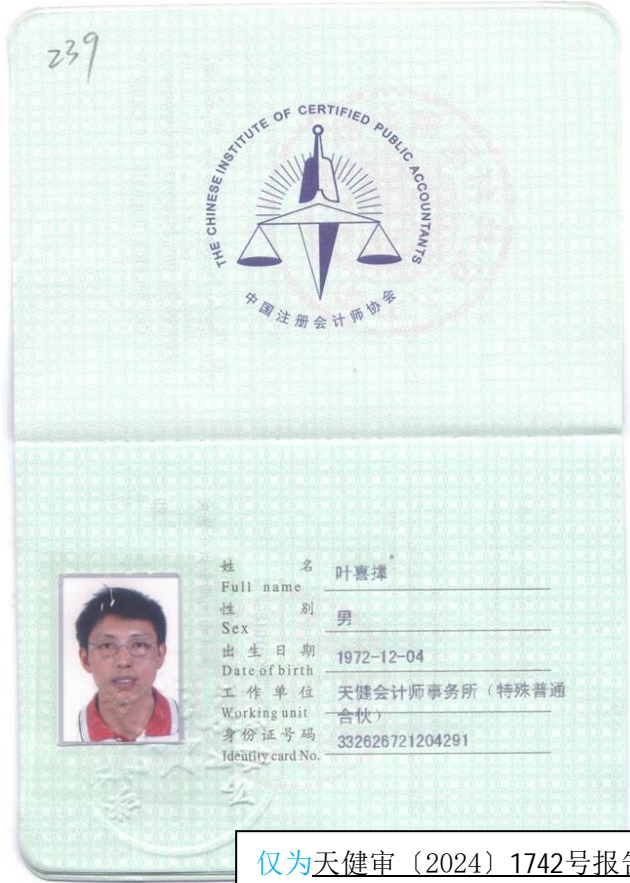 239
THE CHINESE INSTITUTE OF CERTIFIED PUBLIC ACCOUNTANTS
中国注册会计师协会
姓 名 叶喜撑
Full name
性 别 男
Sex
出生日期 1972-12-04
Date of birth
工作单位 天健会计师事务所（特殊普通
Working unit 合伙）
身份证号码 332626721204291
Identity card No.
仅为天健审〔2024〕1742号报告